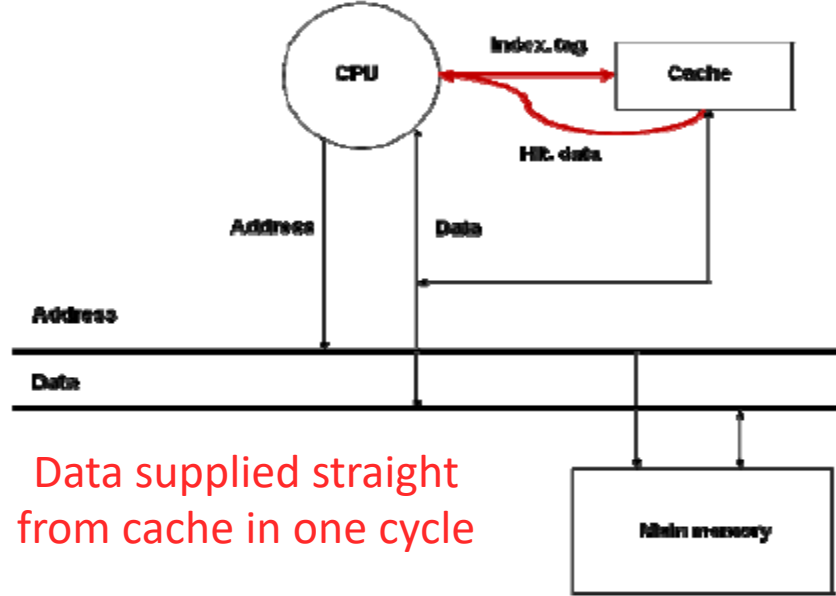 Index, tag
CPU
Cache
Hit, data
Address
Data
Address
Data
Data supplied straight
from cache in one cycle
Main memory